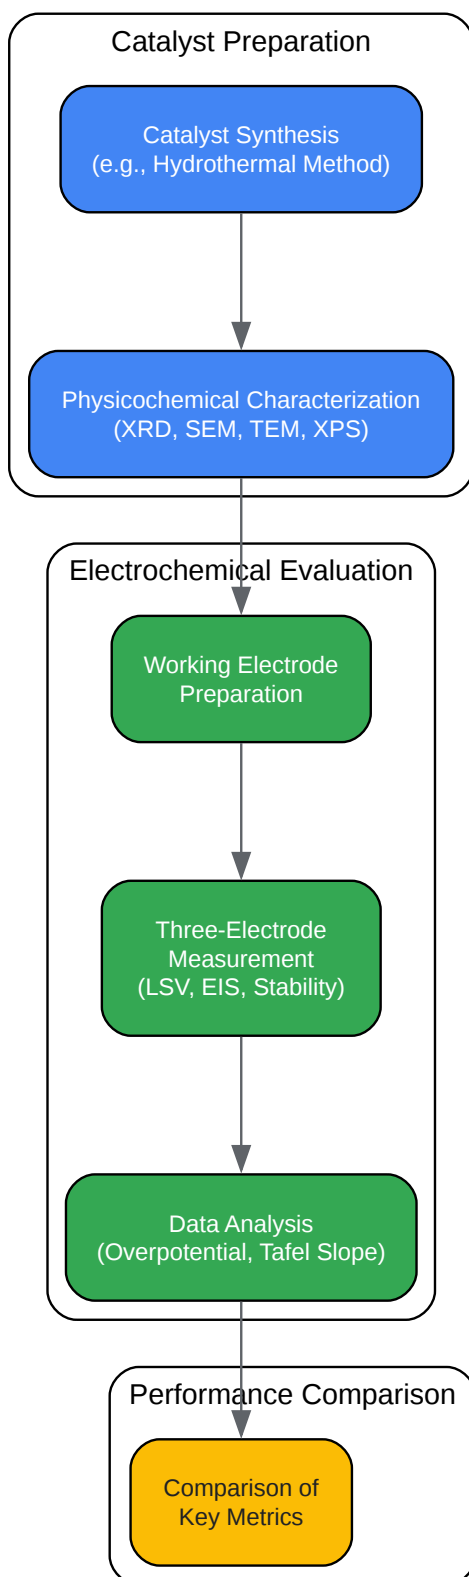 Catalyst Preparation
Catalyst Synthesis
(e.g., Hydrothermal Method)
Physicochemical Characterization
(XRD, SEM, TEM, XPS)
Electrochemical Evaluation
Working Electrode
Preparation
Three-Electrode
Measurement
(LSV, EIS, Stability)
Data Analysis
(Overpotential, Tafel Slope)
Performance Comparison
Comparison of
Key Metrics